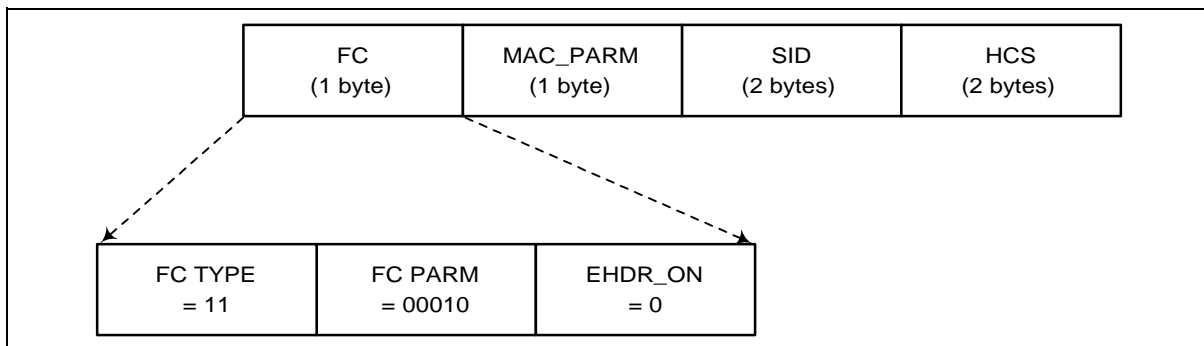 FC
(1 byte)
MAC_PARM
(1 byte)
SID
(2 bytes)
HCS
(2 bytes)
FC TYPE
= 11
FC PARM
= 00010
EHDR_ON
= 0